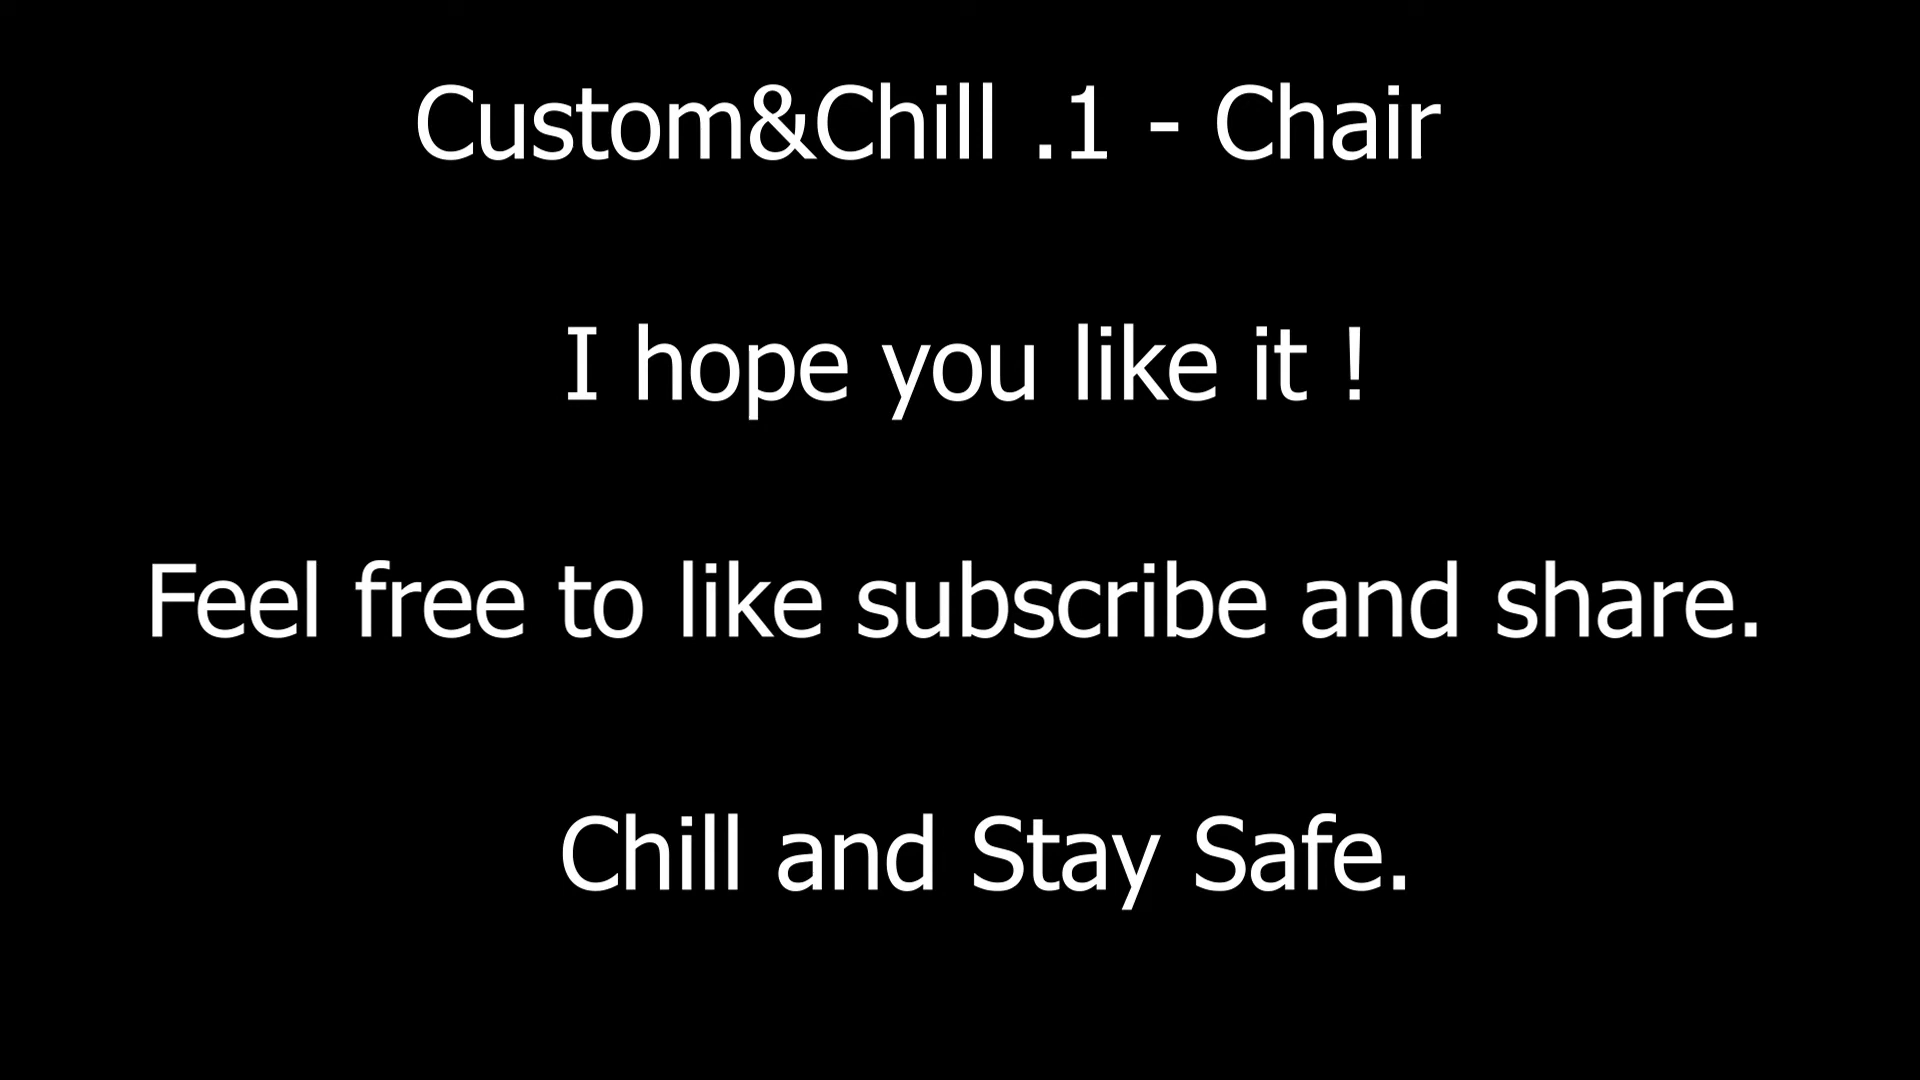 Custom&Chill .1 - Chair
I hope you like it !
Feel free to like subscribe and share.
Chill and Stay Safe.